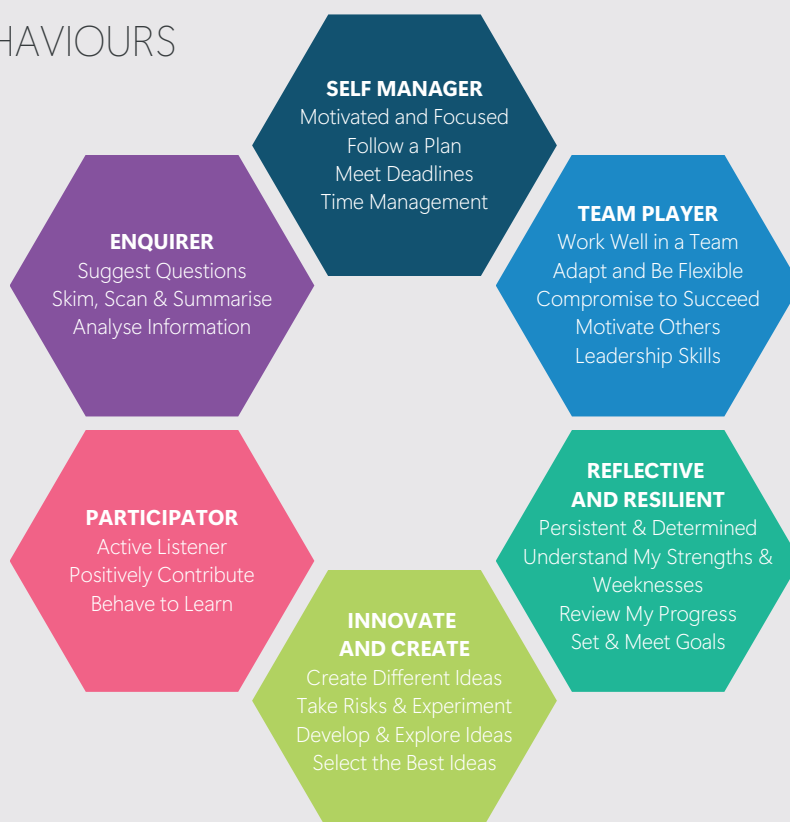 HAVIOURS
SELF MANAGER
Motivated and Focused
Follow a Plan
Meet Deadlines
Time Management
TEAM PLAYER
Work Well in a Team
Adapt and Be Flexible
Compromise to Succeed
Motivate Others
Leadership Skills
REFLECTIVE
AND RESILIENT
Persistent & Determined
Understand My Strengths &
Weeknesses
Review My Progress
Set & Meet Goals
INNOVATE
AND CREATE
Create Different Ideas
Take Risks & Experiment
Develop & Explore Ideas
Select the Best Ideas
PARTICIPATOR
Active Listener
Positively Contribute
Behave to Learn
ENQUIRER
Suggest Questions
Skim, Scan & Summarise
Analyse Information